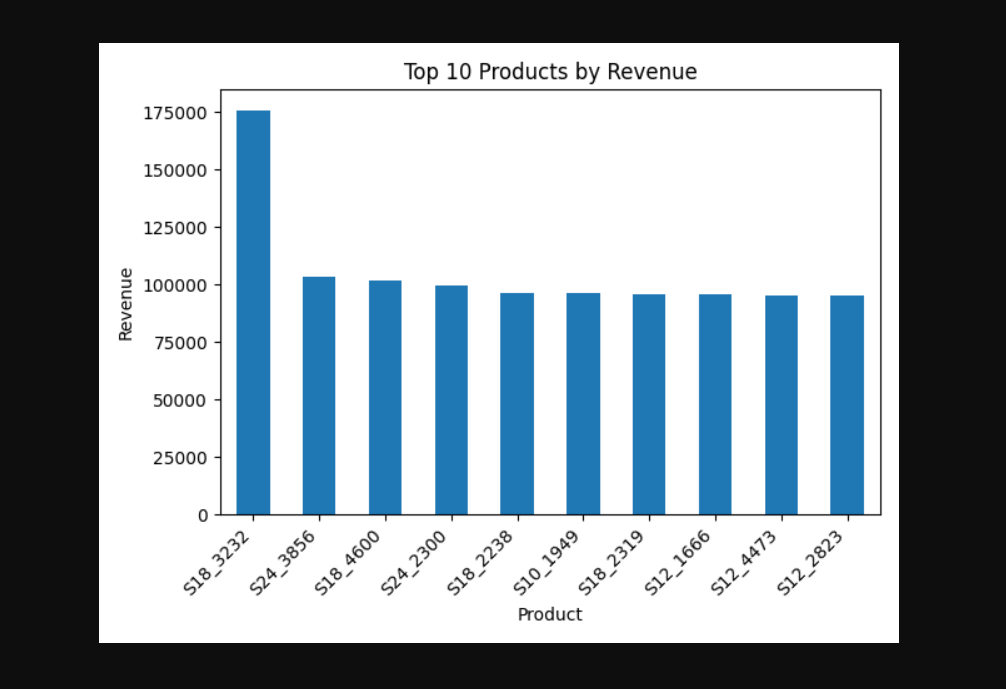 Top 10 Products by Revenue
175000
150000
125000
100000
75000
50000
25000
0
Revenue
S18_3232
S24_3856
S18_4600
S24_2300
S18_2238
S10_1949
S18_2319
S12_1666
S12_4473
S12_2823
Product